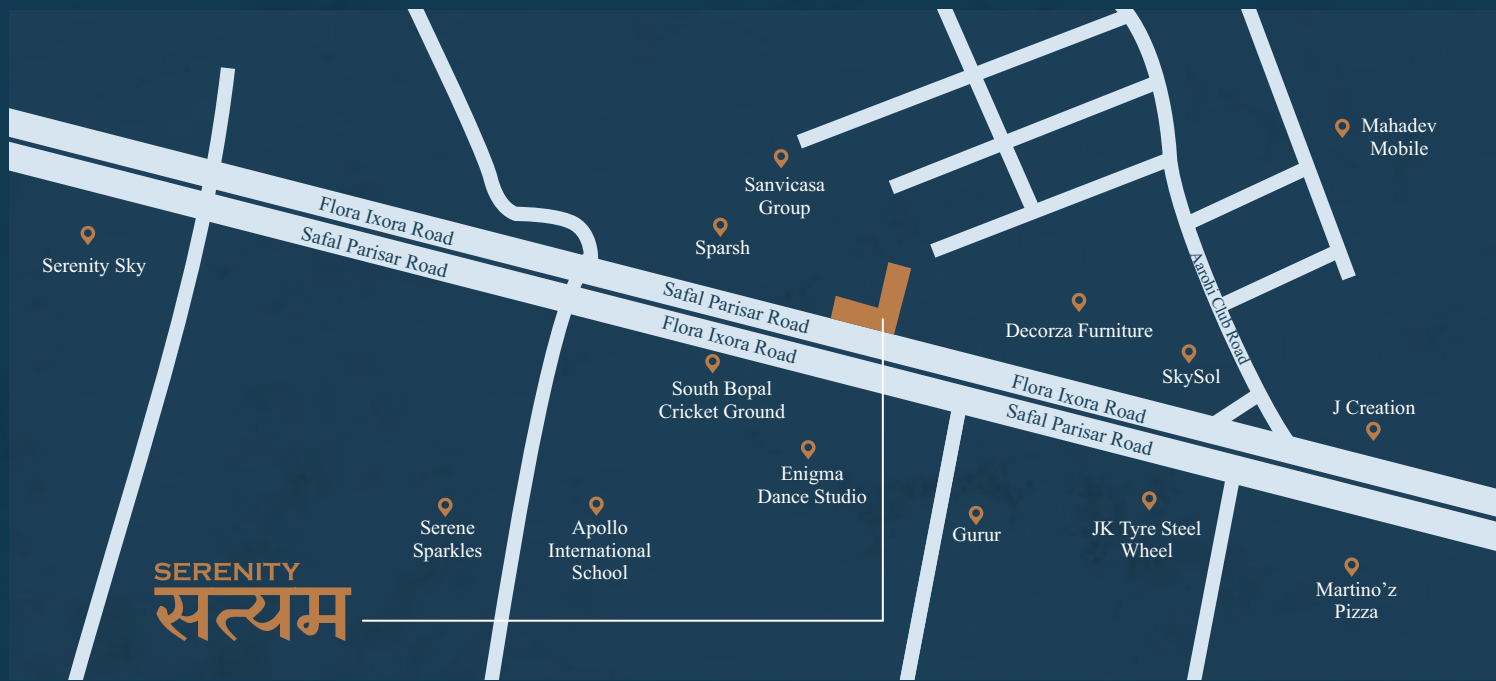 Mahadev
Mobile
Sanvicasa
Group
Flora Ixora Road
Safal Parisar Road
Sparsh
Serenity Sky
Aarohi Club Road
Safal Parisar Road
Flora Ixora Road
Decorza Furniture
SkySol
South Bopal
Cricket Ground
Flora Ixora Road
Safal Parisar Road
J Creation
Enigma
Dance Studio
Serene
Sparkles
Apollo
International
School
Gurur
JK Tyre Steel
Wheel
SERENITY
सत्यम
Martino’z
Pizza